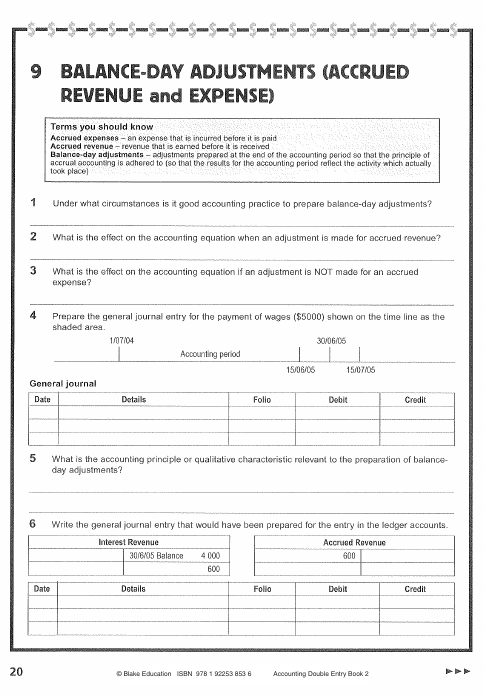 9 BALANCE-DAY ADJUSTMENTS (ACCRUED
REVENUE and EXPENSE)
Terms you should know
Accrued expenses – an expense that is incurred before it is paid
Accrued revenue – revenue that is earned before it is received
Balance-day adjustments – adjustments prepared at the end of the accounting period so that the principle of
accrual accounting is adhered to (so that the results for the accounting period reflect the activity which actually
took place)
1 Under what circumstances is it good accounting practice to prepare balance-day adjustments?
2 What is the effect on the accounting equation when an adjustment is made for accrued revenue?
3 What is the effect on the accounting equation if an adjustment is NOT made for an accrued
expense?
4 Prepare the general journal entry for the payment of wages ($5000) shown on the time line as the
shaded area.
1/07/04 30/06/05
Accounting period
15/06/05 15/07/05
General journal
Date Details Folio Debit Credit
5 What is the accounting principle or qualitative characteristic relevant to the preparation of balance-
day adjustments?
6 Write the general journal entry that would have been prepared for the entry in the ledger accounts.
Interest Revenue Accrued Revenue
30/6/05 Balance 4 000 600
600
Date Details Folio Debit Credit
20 © Blake Education ISBN 978 1 92253 853 6 Accounting Double Entry Book 2